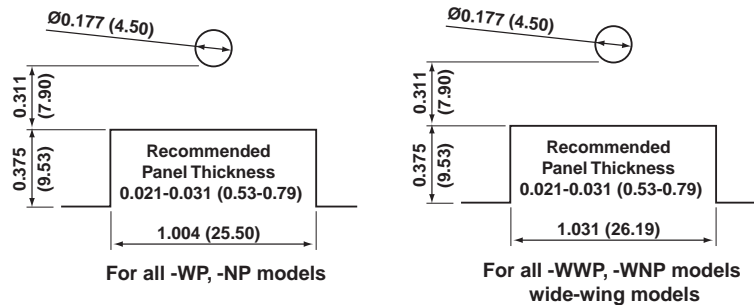 Ø0.177 (4.50)
0.311
(7.90)
0.375
(9.53)
Recommended
Panel Thickness
0.021-0.031 (0.53-0.79)
1.004 (25.50)
For all -WP, -NP models
Ø0.177 (4.50)
0.311
(7.90)
0.375
(9.53)
Recommended
Panel Thickness
0.021-0.031 (0.53-0.79)
1.031 (26.19)
For all -WWP, -WNP models
wide-wing models